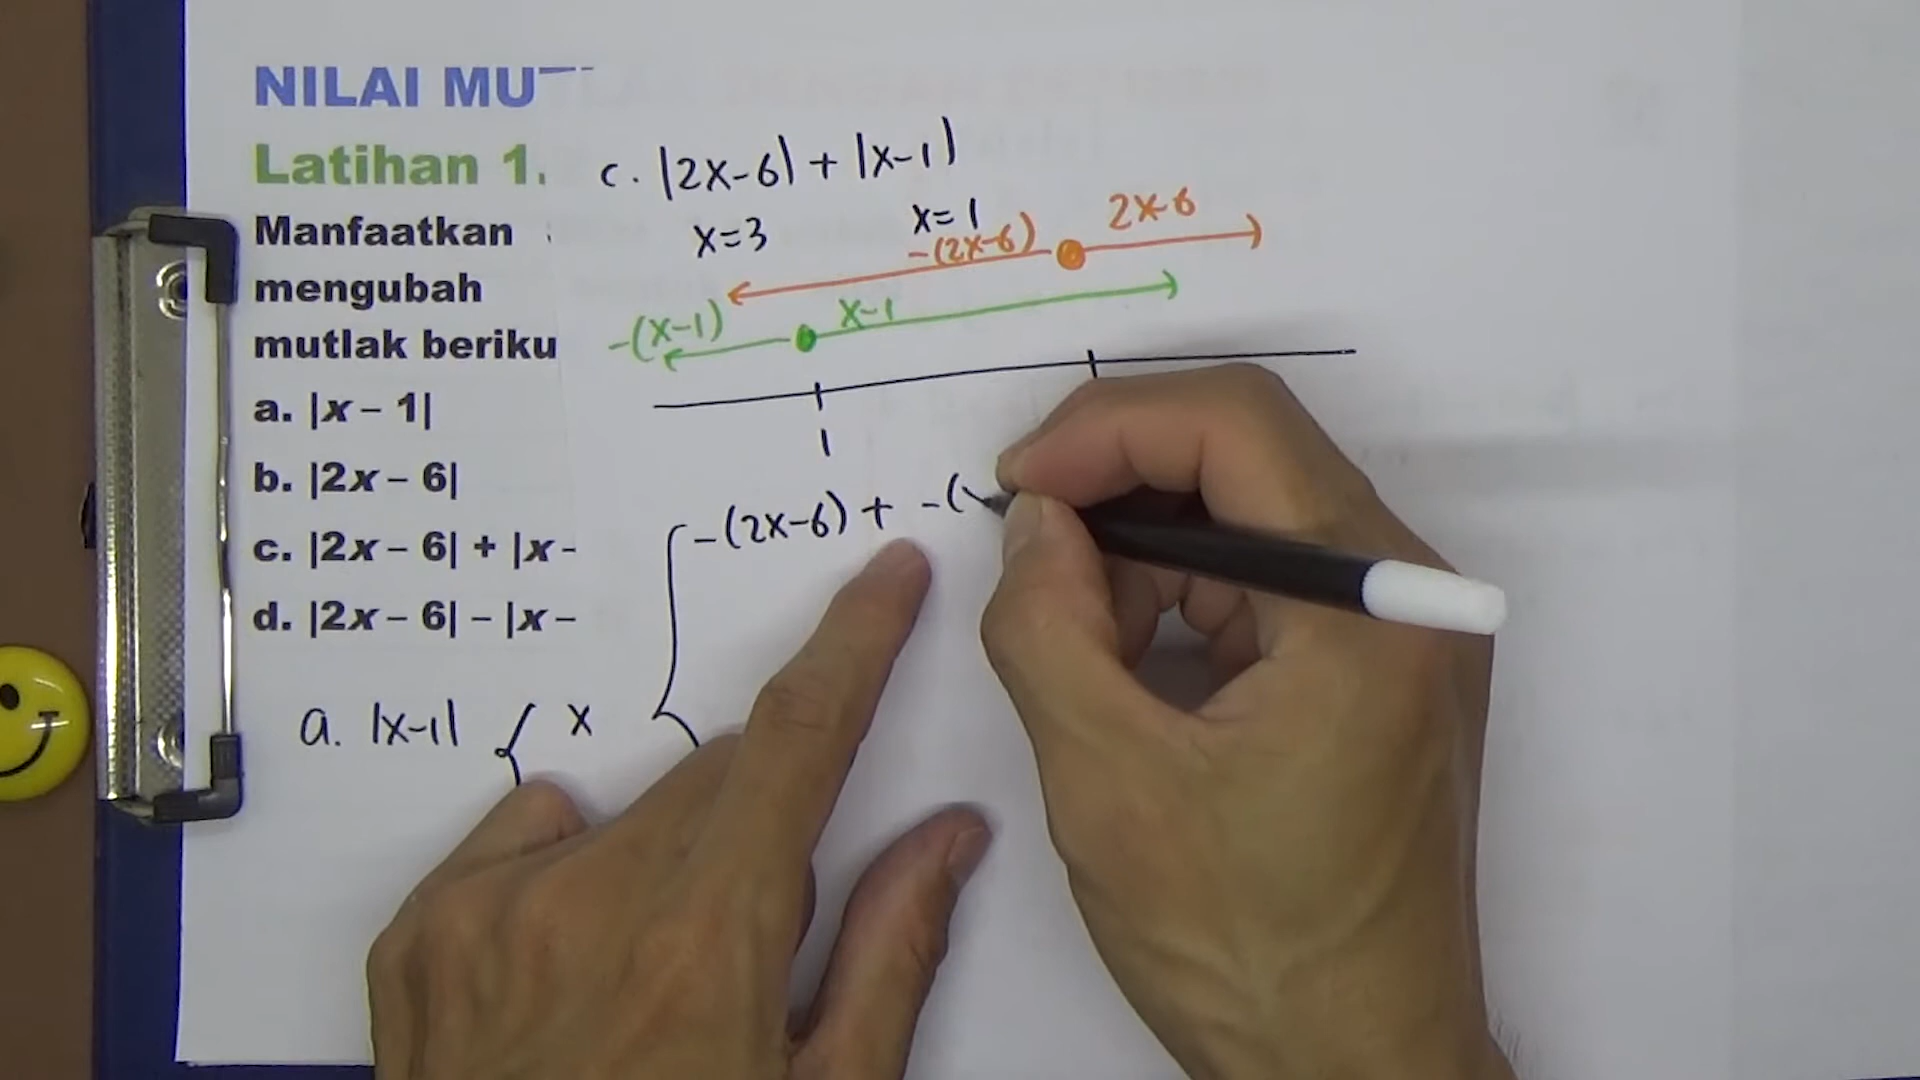 NILAI MUT
Latihan 1.
Manfaatkan
mengubah
mutlak beriku
a. |x – 1|
b. |2x – 6|
c. |2x – 6| + |x -
d. |2x – 6| – |x –
a. |x-1| { x
c. |2x-6| + |x-1|
x=3 x=1
-(2x-6) 2x-6
-(x-1) x-1
1
-(2x-6) + -(